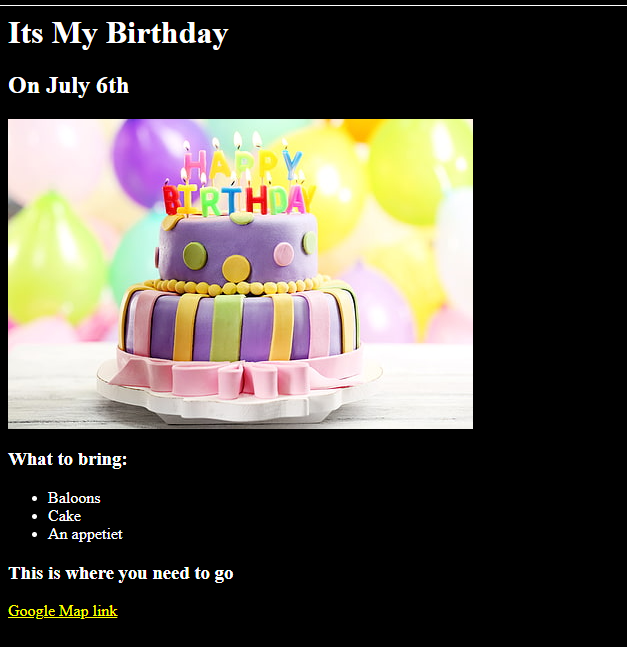 Its My Birthday
On July 6th
HAPPY
BIRTHDAY
What to bring:
Baloons
Cake
An appetiet
This is where you need to go
Google Map link